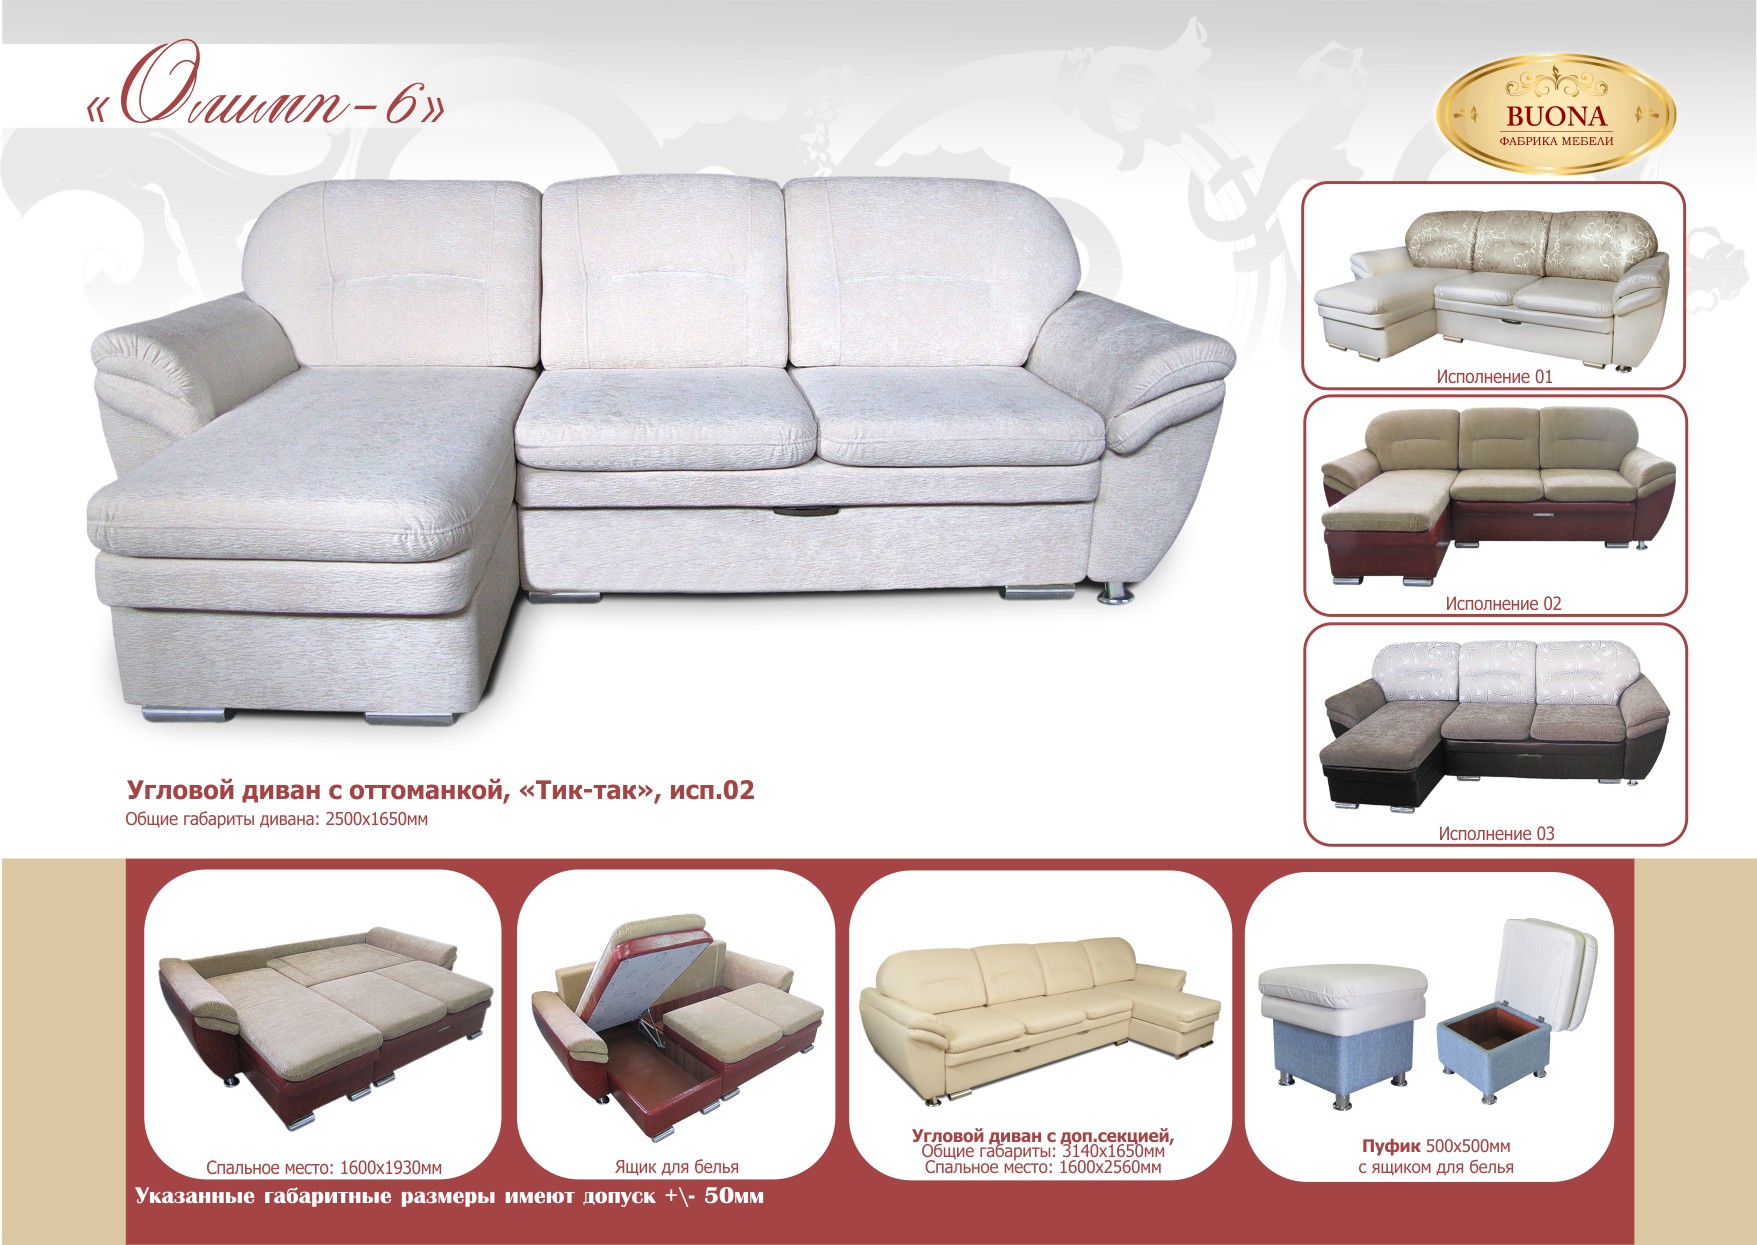 «Олимп-6»
BUONA
ФАБРИКА МЕБЕЛИ
Исполнение 01
Исполнение 02
Исполнение 03
Угловой диван с оттоманкой, «Тик-так», исп.02
Общие габариты дивана: 2500х1650мм
Спальное место: 1600х1930мм
Ящик для белья
Угловой диван с доп.секцией,
Общие габариты: 3140х1650мм
Спальное место: 1600х2560мм
Пуфик 500х500мм
с ящиком для белья
Указанные габаритные размеры имеют допуск +\- 50мм